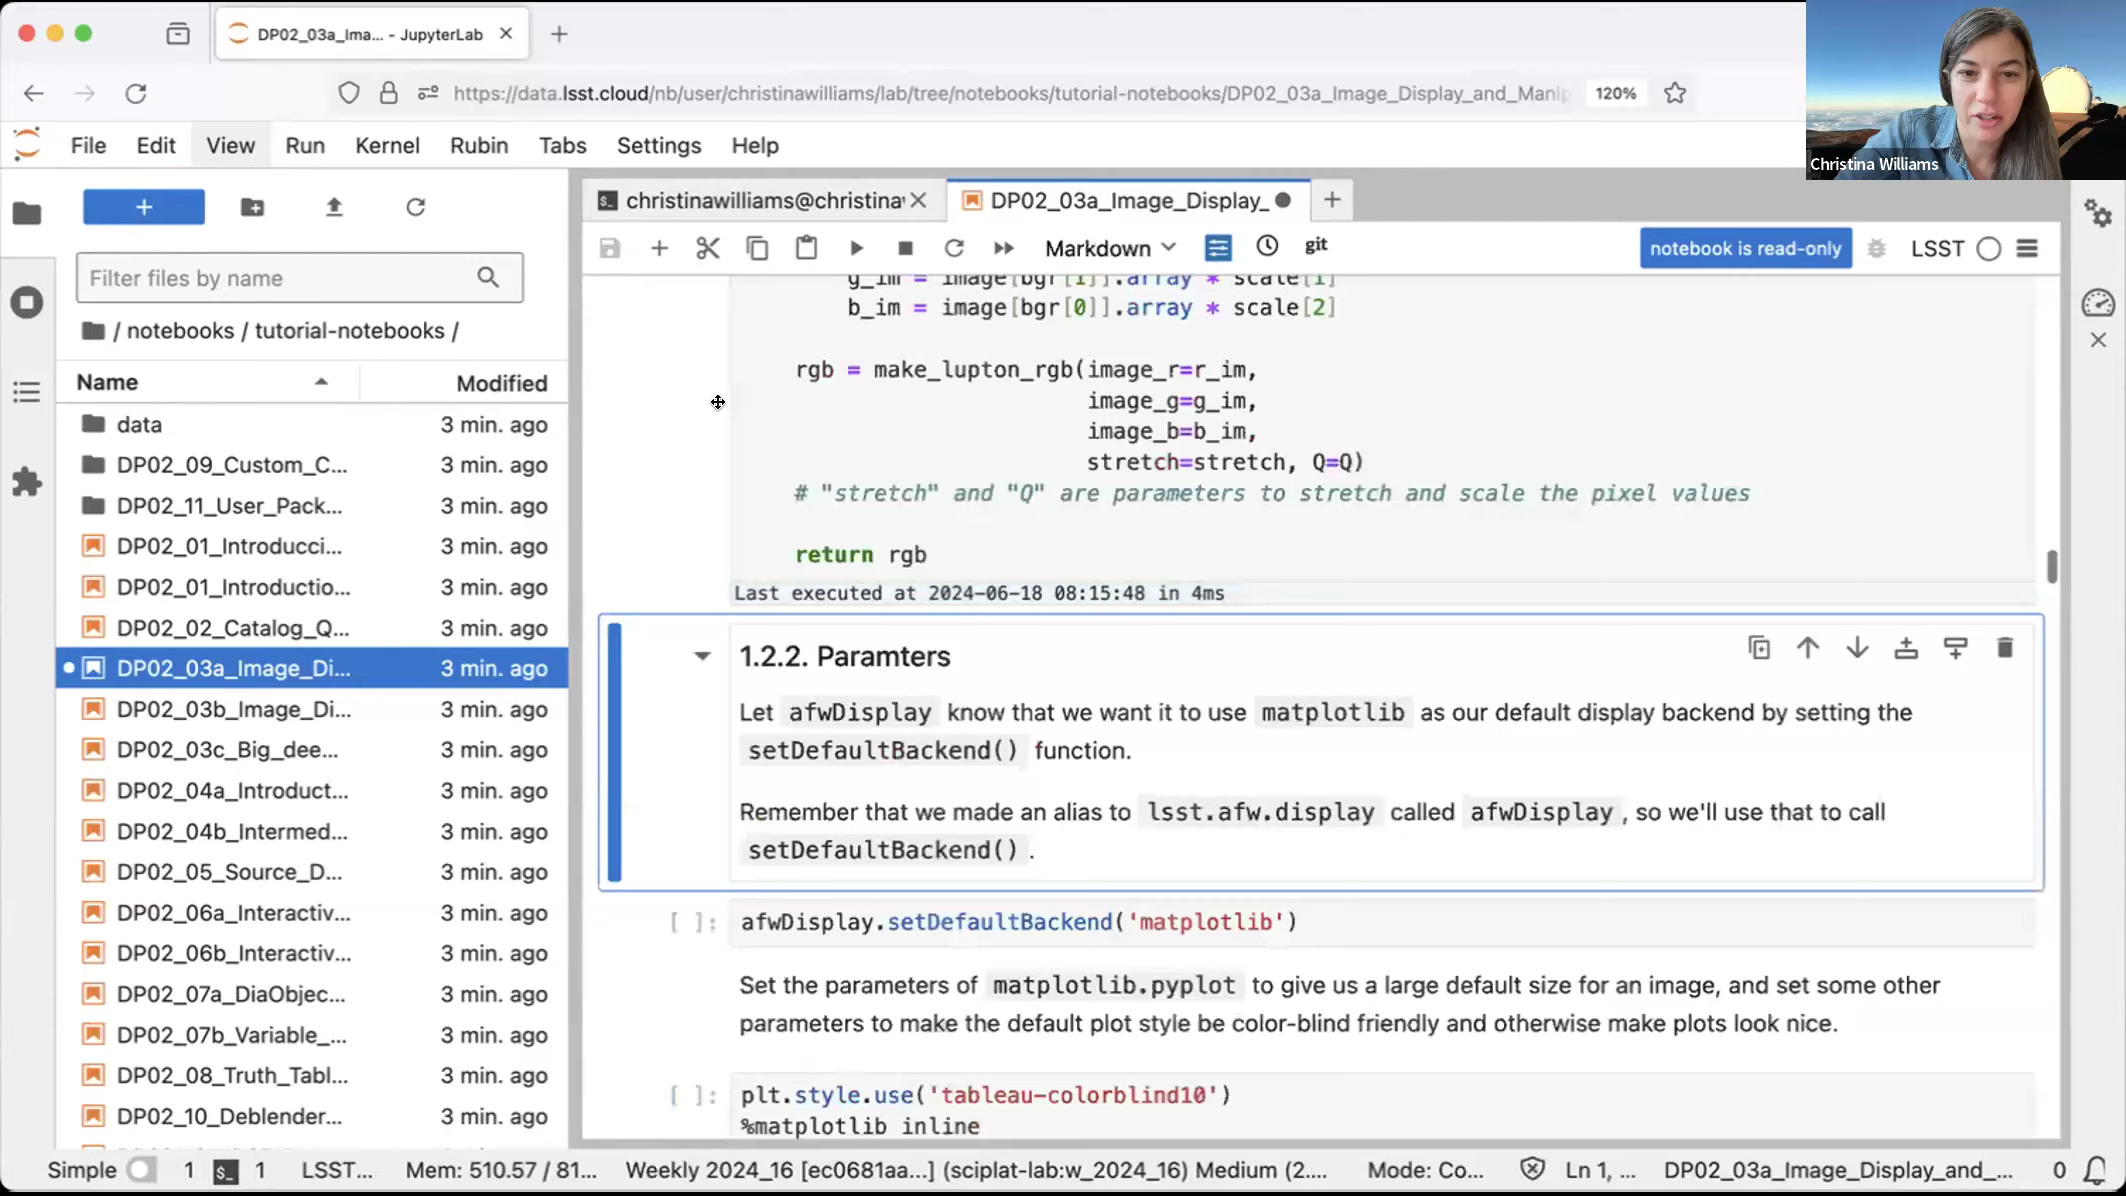 DP02_03a_Ima... - JupyterLab
https://data.lsst.cloud/nb/user/christinawilliams/lab/tree/notebooks/tutorial-notebooks/DP02_03a_Image_Display_and_Manip
120%
Christina Williams
File Edit View Run Kernel Rubin Tabs Settings Help
christinawilliams@christina
DP02_03a_Image_Display_
Markdown
git
notebook is read-only
LSST
Filter files by name
/ notebooks / tutorial-notebooks /
Name Modified
data 3 min. ago
DP02_09_Custom_C... 3 min. ago
DP02_11_User_Pack... 3 min. ago
DP02_01_Introducci... 3 min. ago
DP02_01_Introductio... 3 min. ago
DP02_02_Catalog_Q... 3 min. ago
DP02_03a_Image_Di... 3 min. ago
DP02_03b_Image_Di... 3 min. ago
DP02_03c_Big_dee... 3 min. ago
DP02_04a_Introduct... 3 min. ago
DP02_04b_Intermed... 3 min. ago
DP02_05_Source_D... 3 min. ago
DP02_06a_Interactiv... 3 min. ago
DP02_06b_Interactiv... 3 min. ago
DP02_07a_DiaObjec... 3 min. ago
DP02_07b_Variable_... 3 min. ago
DP02_08_Truth_Tabl... 3 min. ago
DP02_10_Deblender... 3 min. ago
g_im = image[bgr[1]].array * scale[1]
b_im = image[bgr[0]].array * scale[2]
rgb = make_lupton_rgb(image_r=r_im,
image_g=g_im,
image_b=b_im,
stretch=stretch, Q=Q)
# "stretch" and "Q" are parameters to stretch and scale the pixel values
return rgb
Last executed at 2024-06-18 08:15:48 in 4ms
1.2.2. Paramters
Let afwDisplay know that we want it to use matplotlib as our default display backend by setting the
setDefaultBackend() function.
Remember that we made an alias to lsst.afw.display called afwDisplay , so we'll use that to call
setDefaultBackend() .
[ ]: afwDisplay.setDefaultBackend('matplotlib')
Set the parameters of matplotlib.pyplot to give us a large default size for an image, and set some other
parameters to make the default plot style be color-blind friendly and otherwise make plots look nice.
[ ]: plt.style.use('tableau-colorblind10')
%matplotlib inline
Simple 1 1 LSST... Mem: 510.57 / 81... Weekly 2024_16 [ec0681aa...] (sciplat-lab:w_2024_16) Medium (2.... Mode: Co... Ln 1, ... DP02_03a_Image_Display_and_... 0